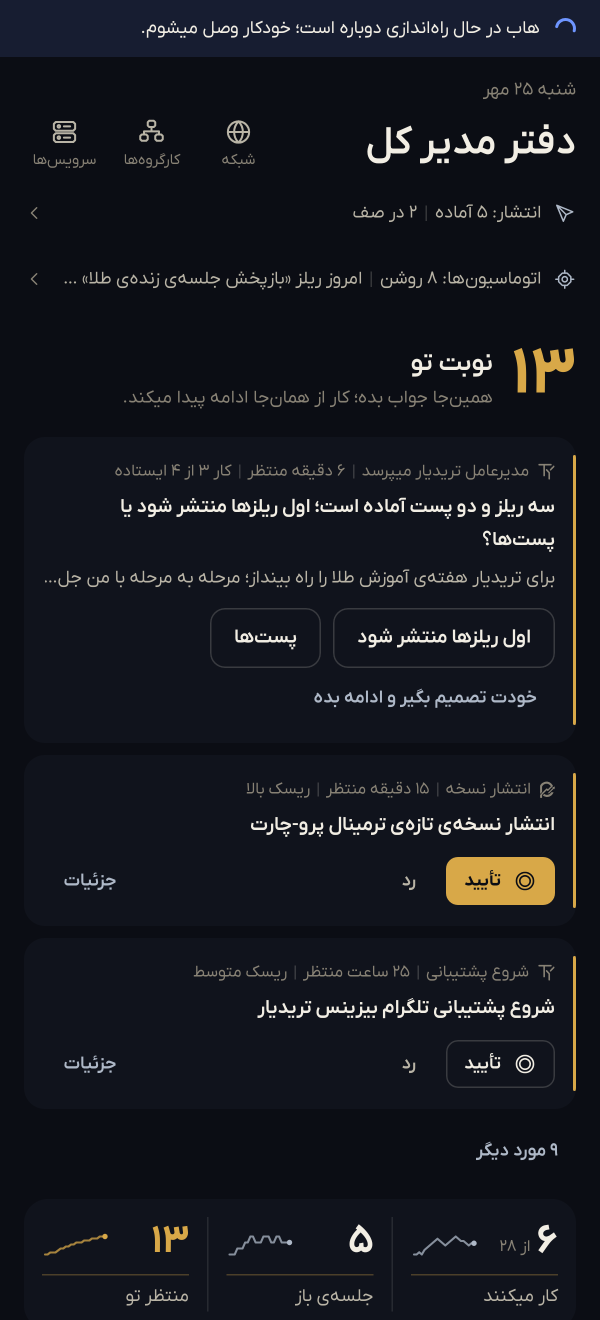 هاب در حال راه‌اندازی دوباره است؛ خودکار وصل میشوم.
شنبه ۲۵ مهر
دفتر مدیر کل
شبکه
کارگروه‌ها
سرویس‌ها
انتشار: ۵ آماده | ۲ در صف
اتوماسیون‌ها: ۸ روشن | امروز ریلز «بازپخش جلسه‌ی زنده‌ی طلا» ...
۱۳
نوبت تو
همین‌جا جواب بده؛ کار از همان‌جا ادامه پیدا میکند.
مدیرعامل تریدیار میپرسد | ۶ دقیقه منتظر | کار ۳ از ۴ ایستاده
سه ریلز و دو پست آماده است؛ اول ریلزها منتشر شود یا
پست‌ها؟
برای تریدیار هفته‌ی آموزش طلا را راه بینداز؛ مرحله به مرحله با من جل...
اول ریلزها منتشر شود
پست‌ها
خودت تصمیم بگیر و ادامه بده
انتشار نسخه | ۱۵ دقیقه منتظر | ریسک بالا
انتشار نسخه‌ی تازه‌ی ترمینال پرو-چارت
تأیید
رد
جزئیات
شروع پشتیبانی | ۲۵ ساعت منتظر | ریسک متوسط
شروع پشتیبانی تلگرام بیزینس تریدیار
تأیید
رد
جزئیات
۹ مورد دیگر
۶ از ۲۸
کار میکنند
۵
جلسه‌ی باز
۱۳
منتظر تو